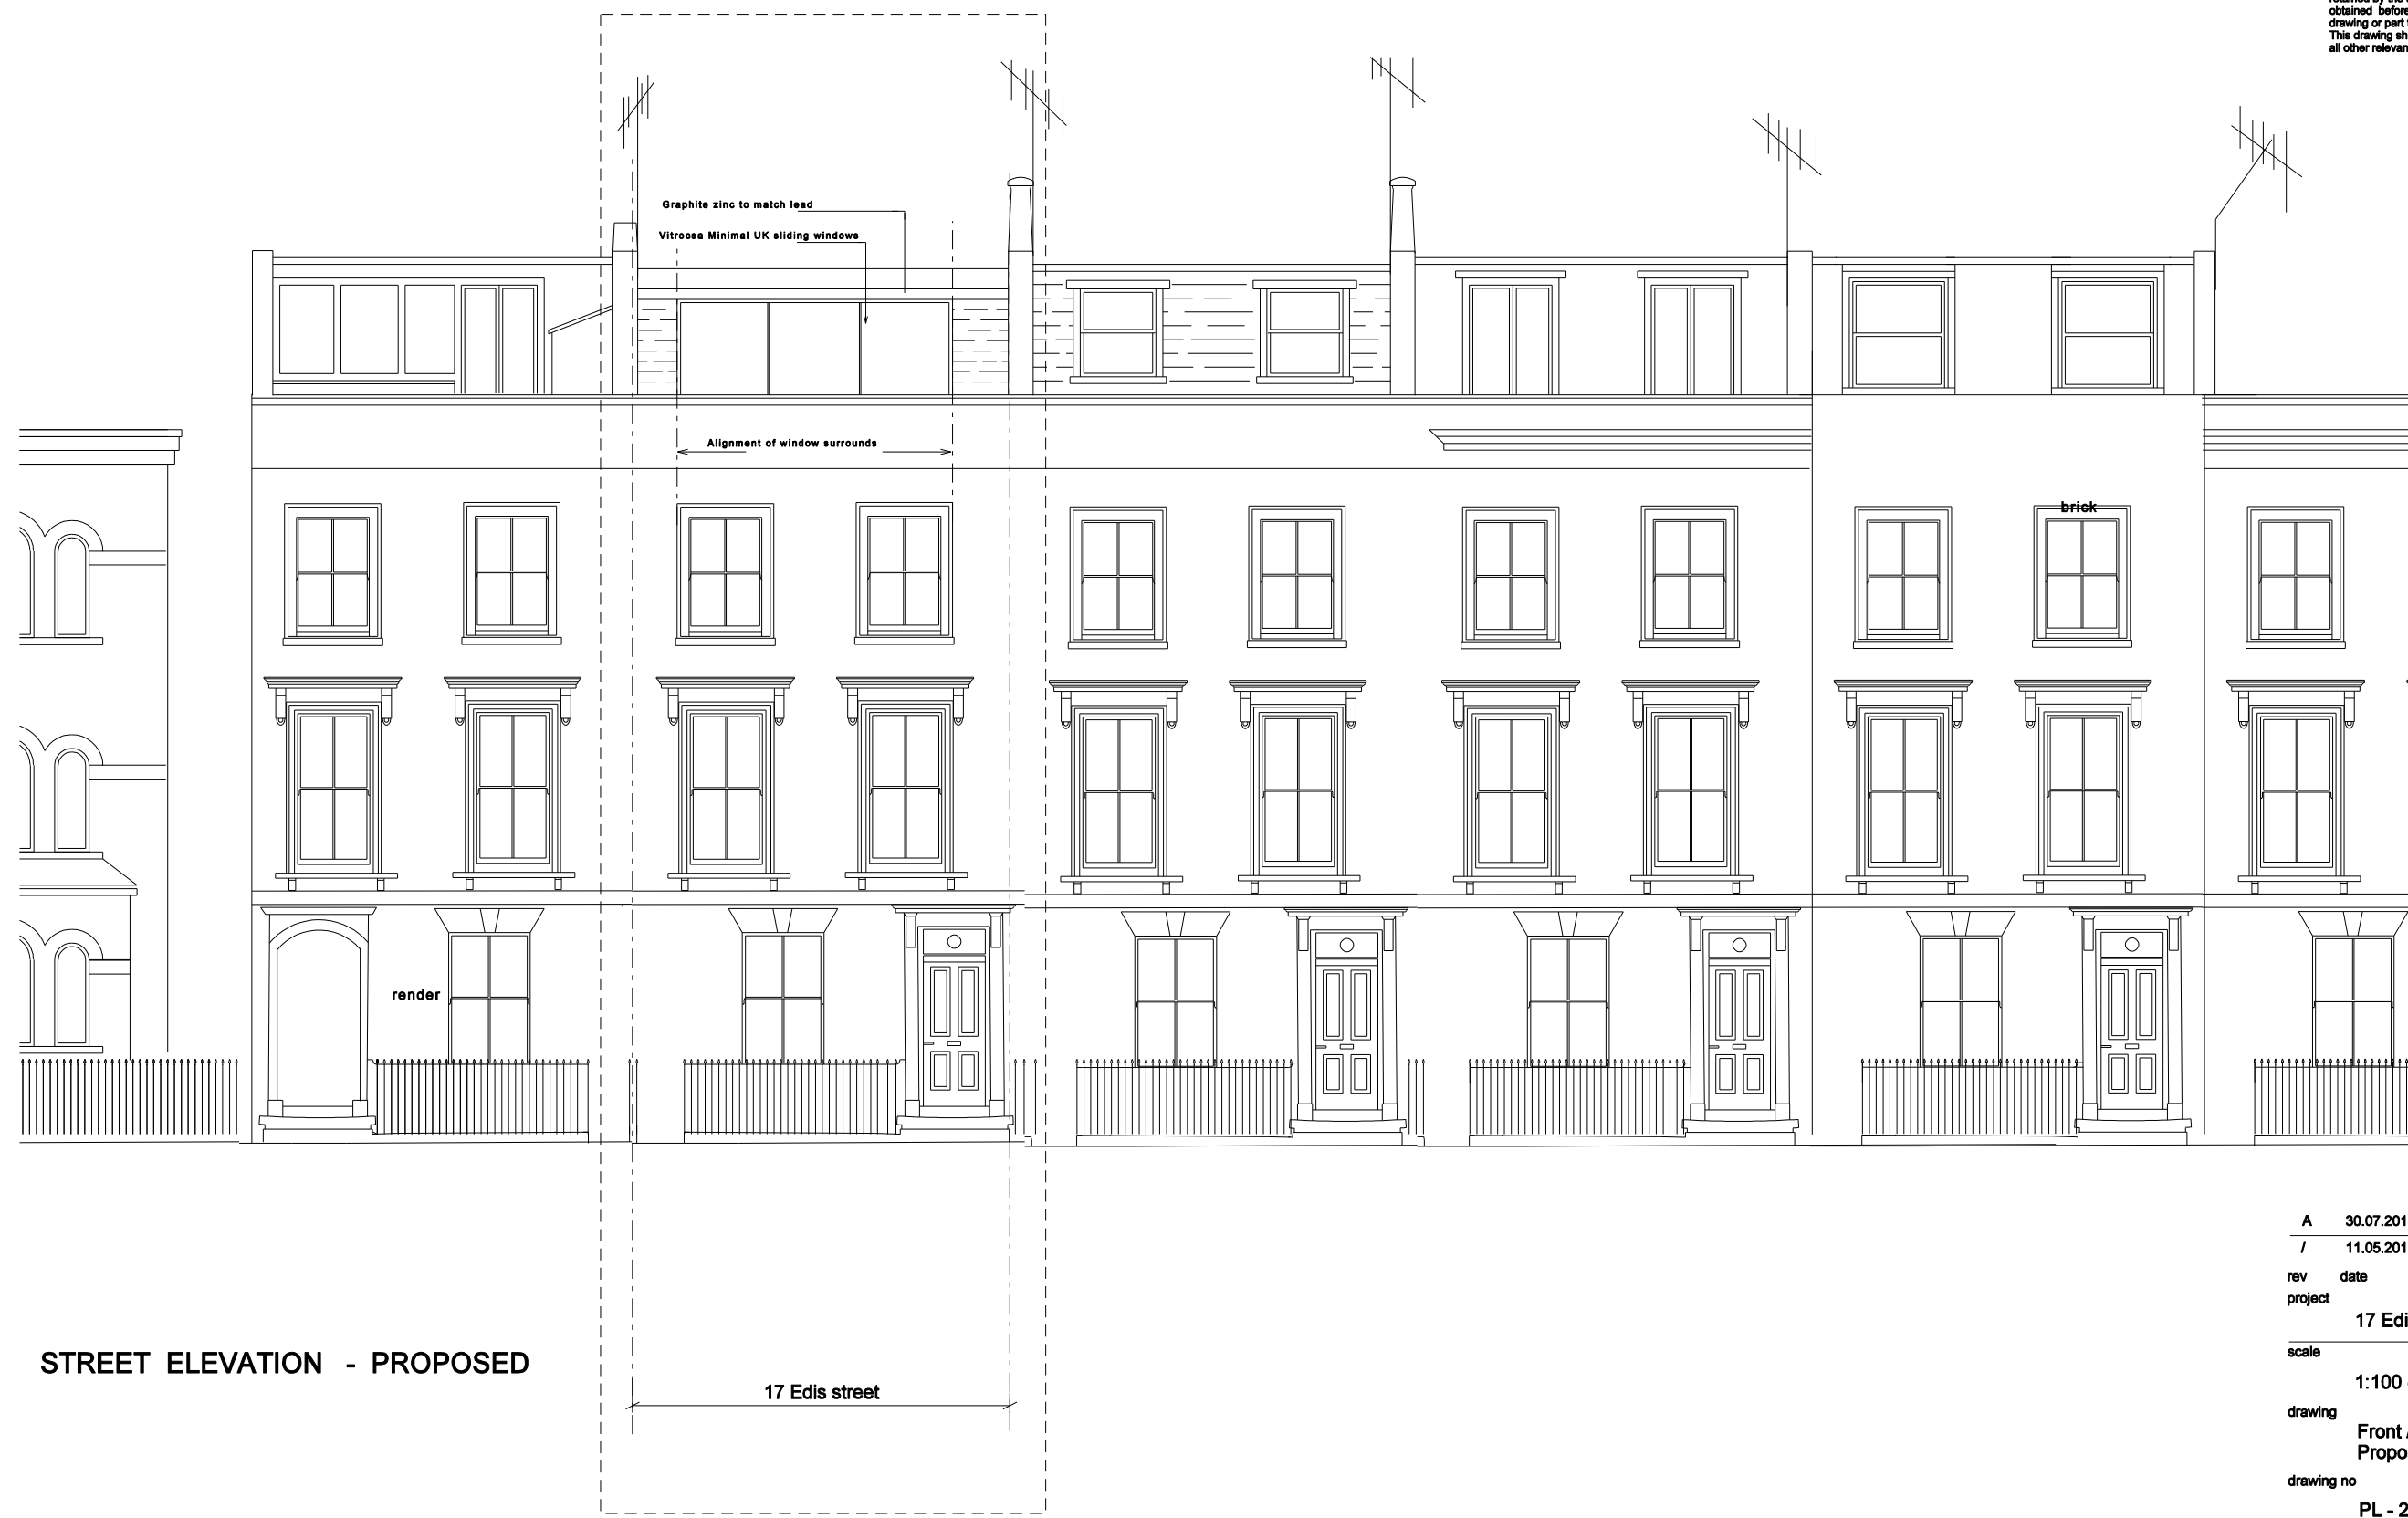 obtained before
drawing or part
This drawing sh
all other relevan
Graphite zinc to match lead
Vitrocsa Minimal UK sliding windows
Alignment of window surrounds
brick
render
A 30.07.201
/ 11.05.201
rev date
project
17 Edi
scale
1:100
drawing
Front
Propo
drawing no
PL - 2
STREET ELEVATION - PROPOSED
17 Edis street